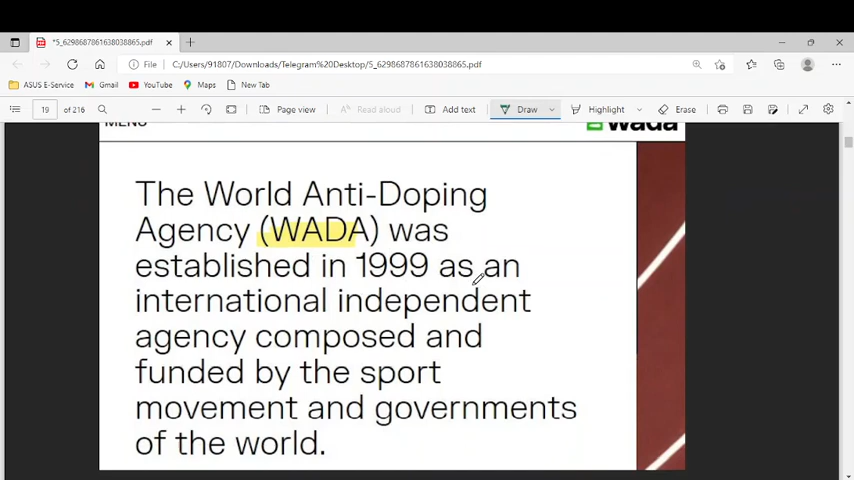 *5_6298687861638038865.pdf
File C:/Users/91807/Downloads/Telegram%20Desktop/5_6298687861638038865.pdf
ASUS E-Service Gmail YouTube Maps New Tab
19 of 216 Page view Read aloud Add text Draw Highlight Erase
MENU wada
The World Anti-Doping
Agency (WADA) was
established in 1999 as an
international independent
agency composed and
funded by the sport
movement and governments
of the world.